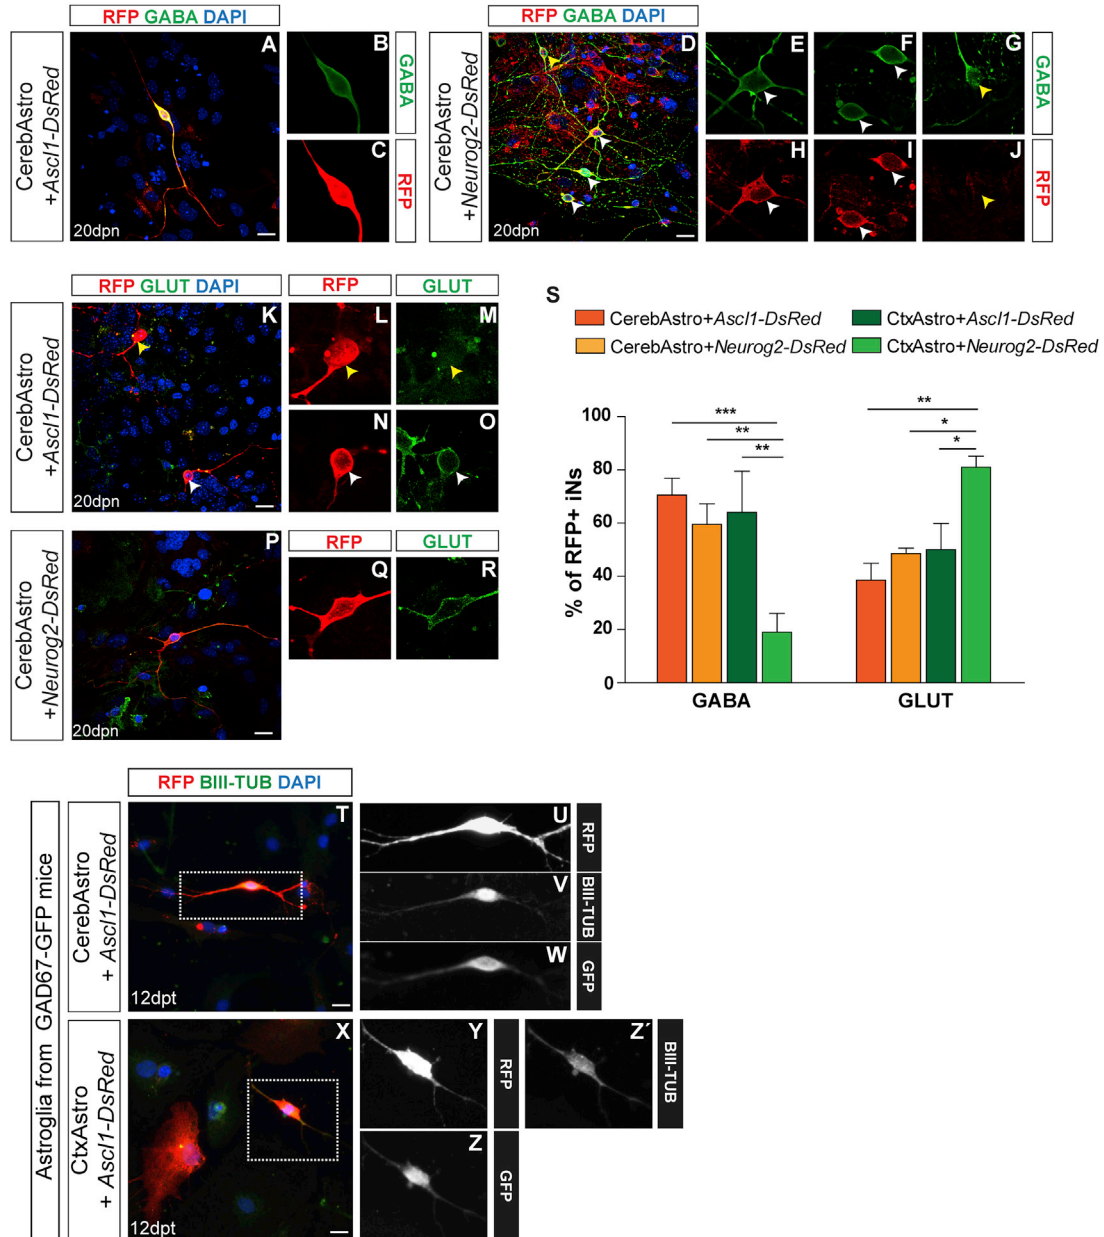 RFP GABA DAPI
CerebAstro
+Ascl1-DsRed
A
20dpn
B
GABA
C
RFP
RFP GABA DAPI
CerebAstro
+Neurog2-DsRed
D
20dpn
E
F
G
GABA
H
I
J
RFP
RFP GLUT DAPI
RFP
GLUT
CerebAstro
+Ascl1-DsRed
K
20dpn
L
M
N
O
CerebAstro
+Neurog2-DsRed
P
20dpn
RFP
GLUT
Q
R
S
CerebAstro+Ascl1-DsRed
CtxAstro+Ascl1-DsRed
CerebAstro+Neurog2-DsRed
CtxAstro+Neurog2-DsRed
% of RFP+ iNs
100
80
60
40
20
0
***
**
**
**
*
*
GABA
GLUT
RFP BIII-TUB DAPI
Astroglia from GAD67-GFP mice
CerebAstro
+ Ascl1-DsRed
T
12dpt
U
RFP
V
BIII-TUB
W
GFP
CtxAstro
+ Ascl1-DsRed
X
12dpt
Y
RFP
Z´
BIII-TUB
Z
GFP